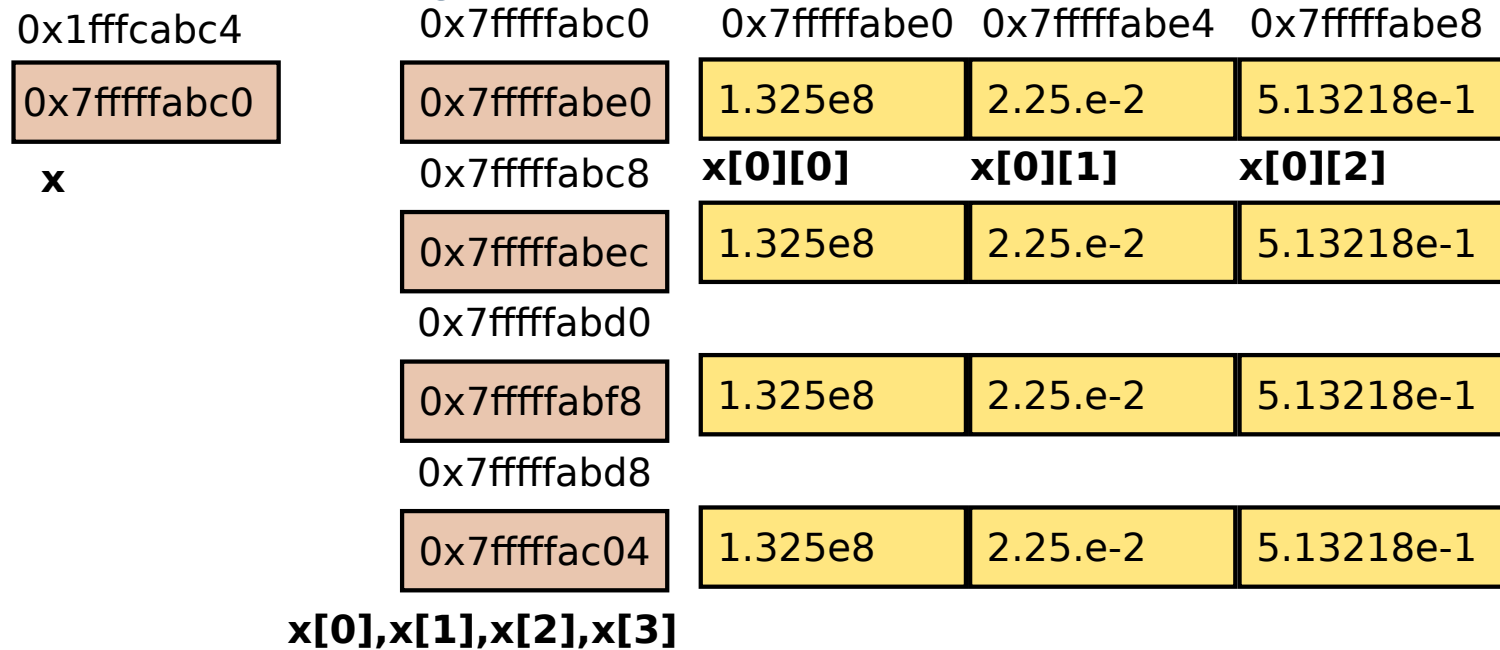 0x1fffcabc4 0x7fffffabc0 0x7fffffabe0 0x7fffffabe4 0x7fffffabe8
0x7fffffabc0 0x7fffffabe0 1.325e8 2.25.e-2 5.13218e-1
x 0x7fffffabc8 x[0][0] x[0][1] x[0][2]
0x7fffffabec 1.325e8 2.25.e-2 5.13218e-1
0x7fffffabd0
0x7fffffabf8 1.325e8 2.25.e-2 5.13218e-1
0x7fffffabd8
0x7fffffac04 1.325e8 2.25.e-2 5.13218e-1
x[0],x[1],x[2],x[3]